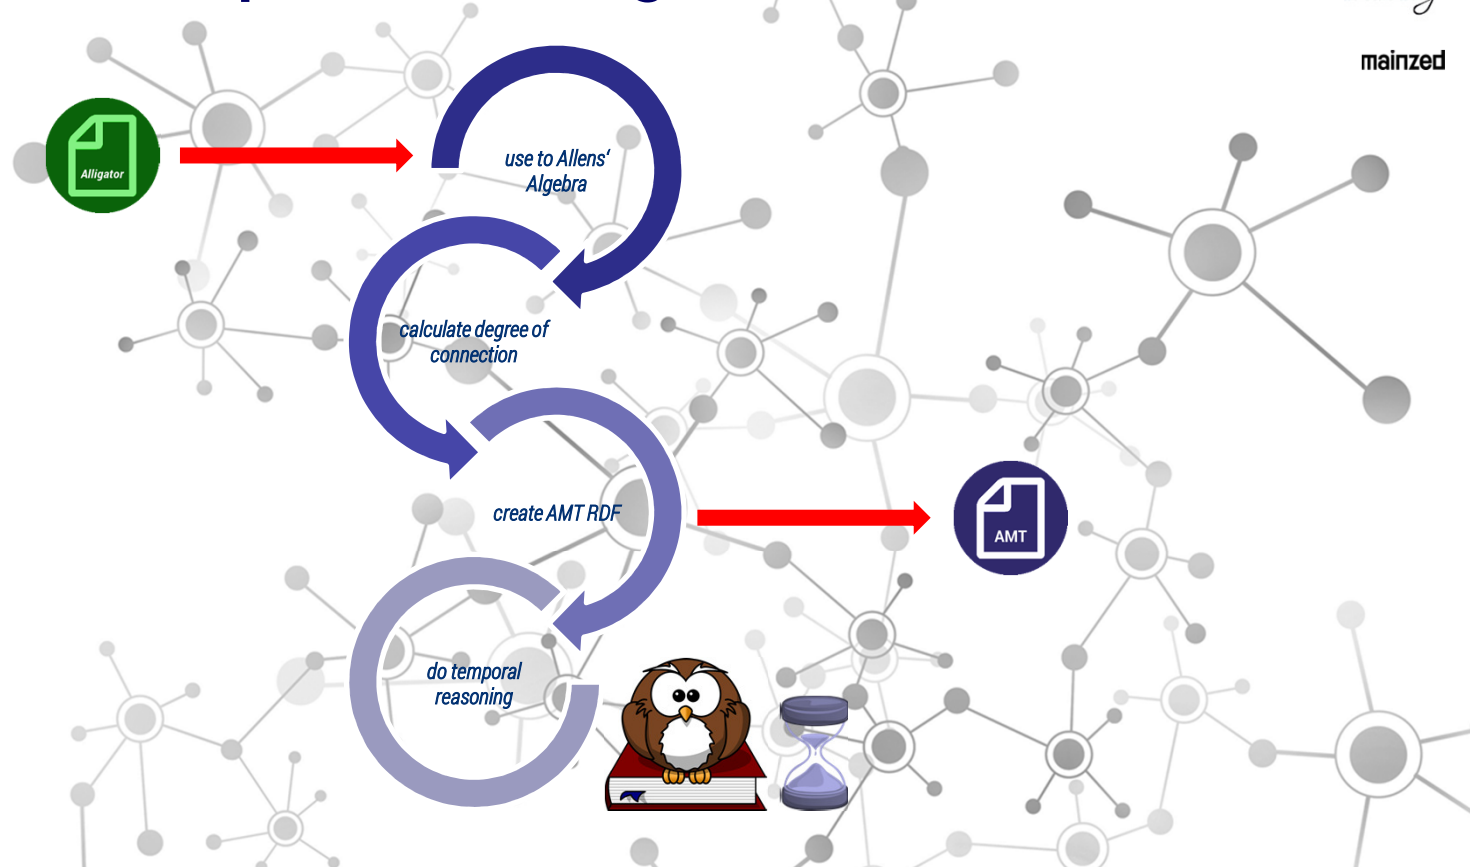 mainzed
Alligator
use to Allens‘
Algebra
calculate degree of
connection
create AMT RDF
AMT
do temporal
reasoning